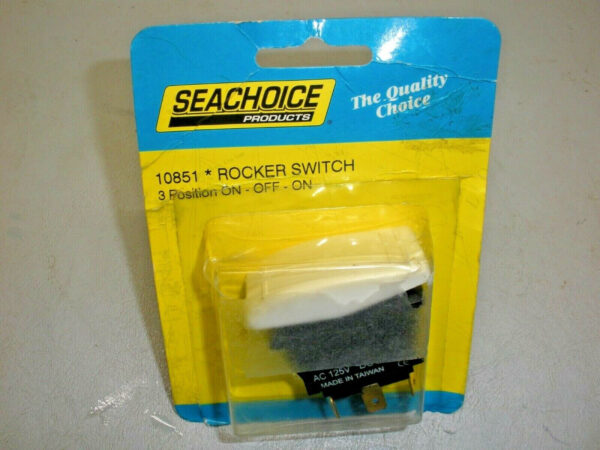 SEACHOICE
PRODUCTS
The Quality
Choice
10851 * ROCKER SWITCH
3 Position ON - OFF - ON
AC 125V
MADE IN TAIWAN